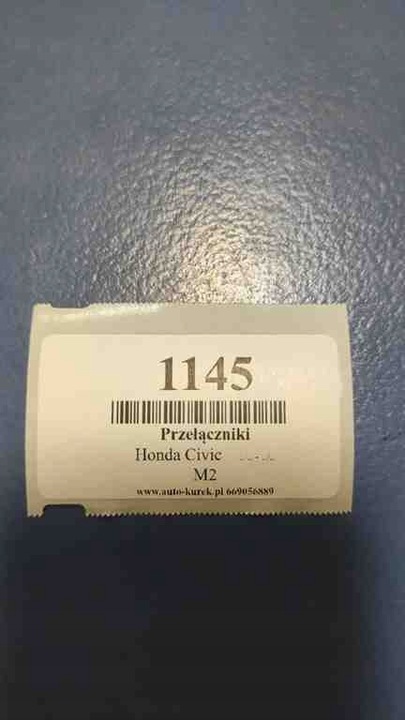 1145
Przełączniki
Honda Civic
M2
www.auto-kurek.pl 669056889